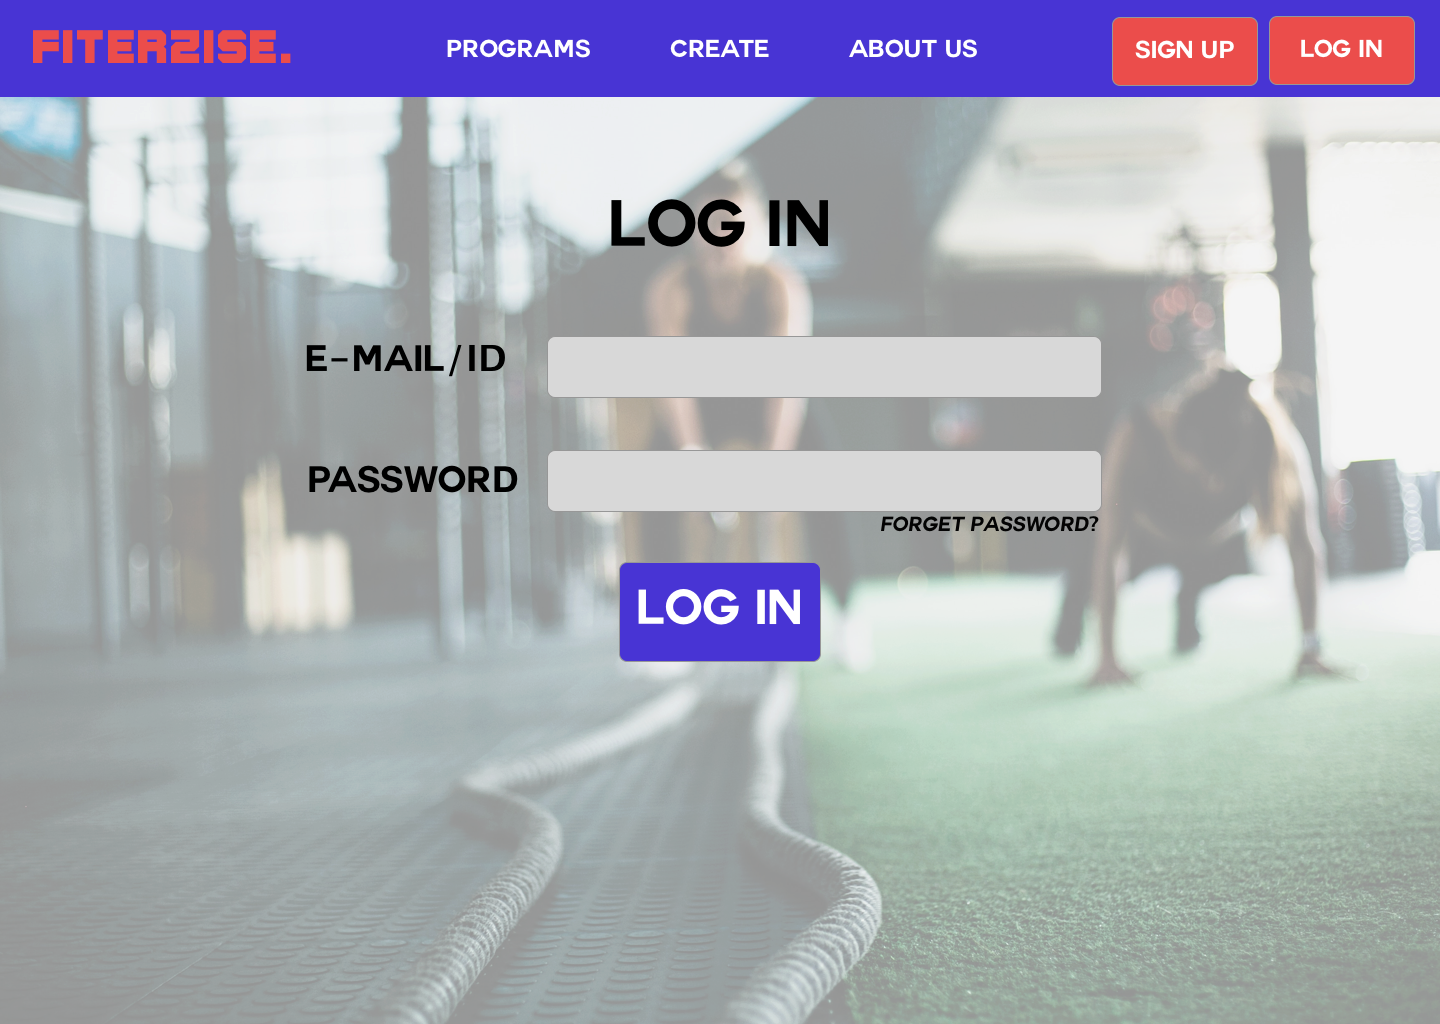 FITERZISE.
PROGRAMS
CREATE
ABOUT US
SIGN UP
LOG IN
LOG IN
E-MAIL/ID
PASSWORD
FORGET PASSWORD?
LOG IN